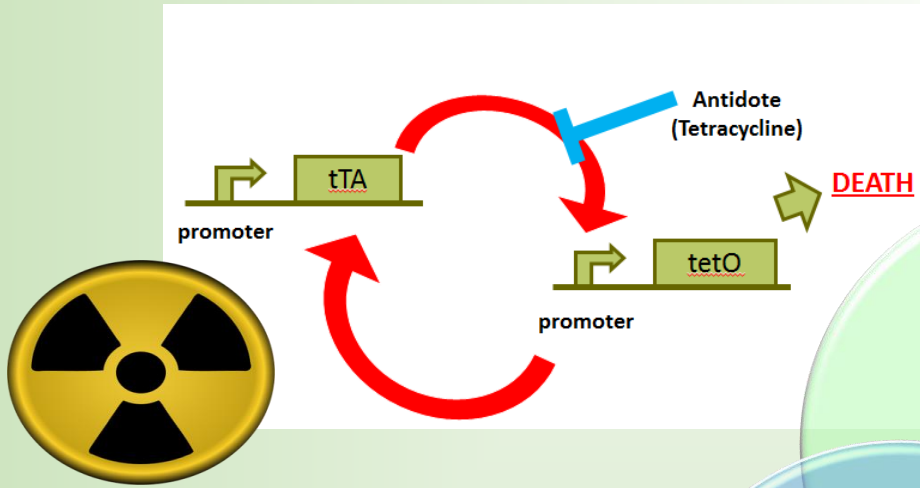 Antidote
(Tetracycline)
tTA
DEATH
promoter
tetO
promoter